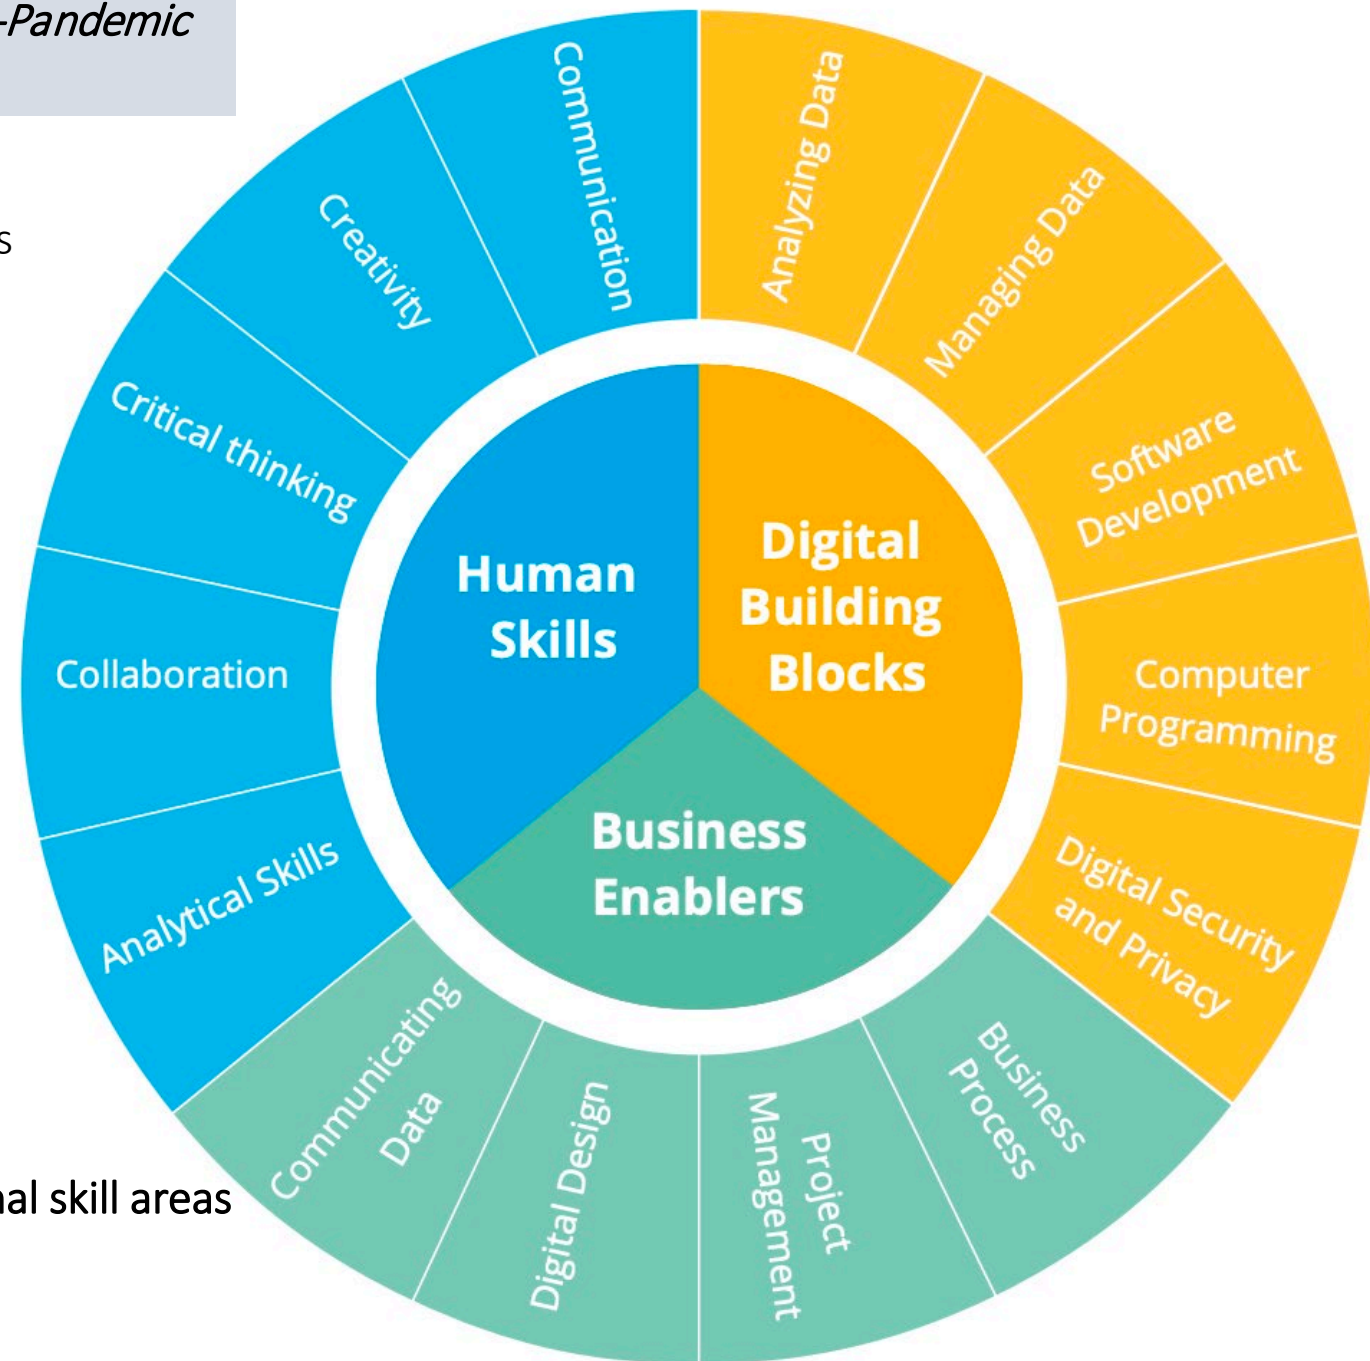 -Pandemic
s
nal skill areas
Communication
Creativity
Critical thinking
Collaboration
Analytical Skills
Analyzing Data
Managing Data
Software
Development
Computer
Programming
Digital Security
and Privacy
Business
Process
Project
Management
Digital Design
Communicating
Data
Human
Skills
Digital
Building
Blocks
Business
Enablers